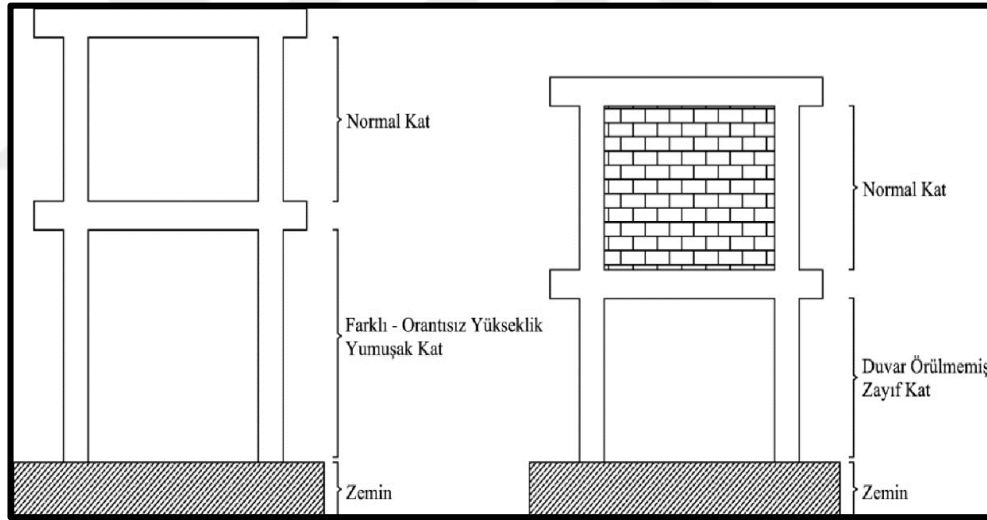 Normal Kat
Farklı - Orantısız Yükseklik
Yumuşak Kat
Zemin
Normal Kat
Duvar Örülmemiş
Zayıf Kat
Zemin